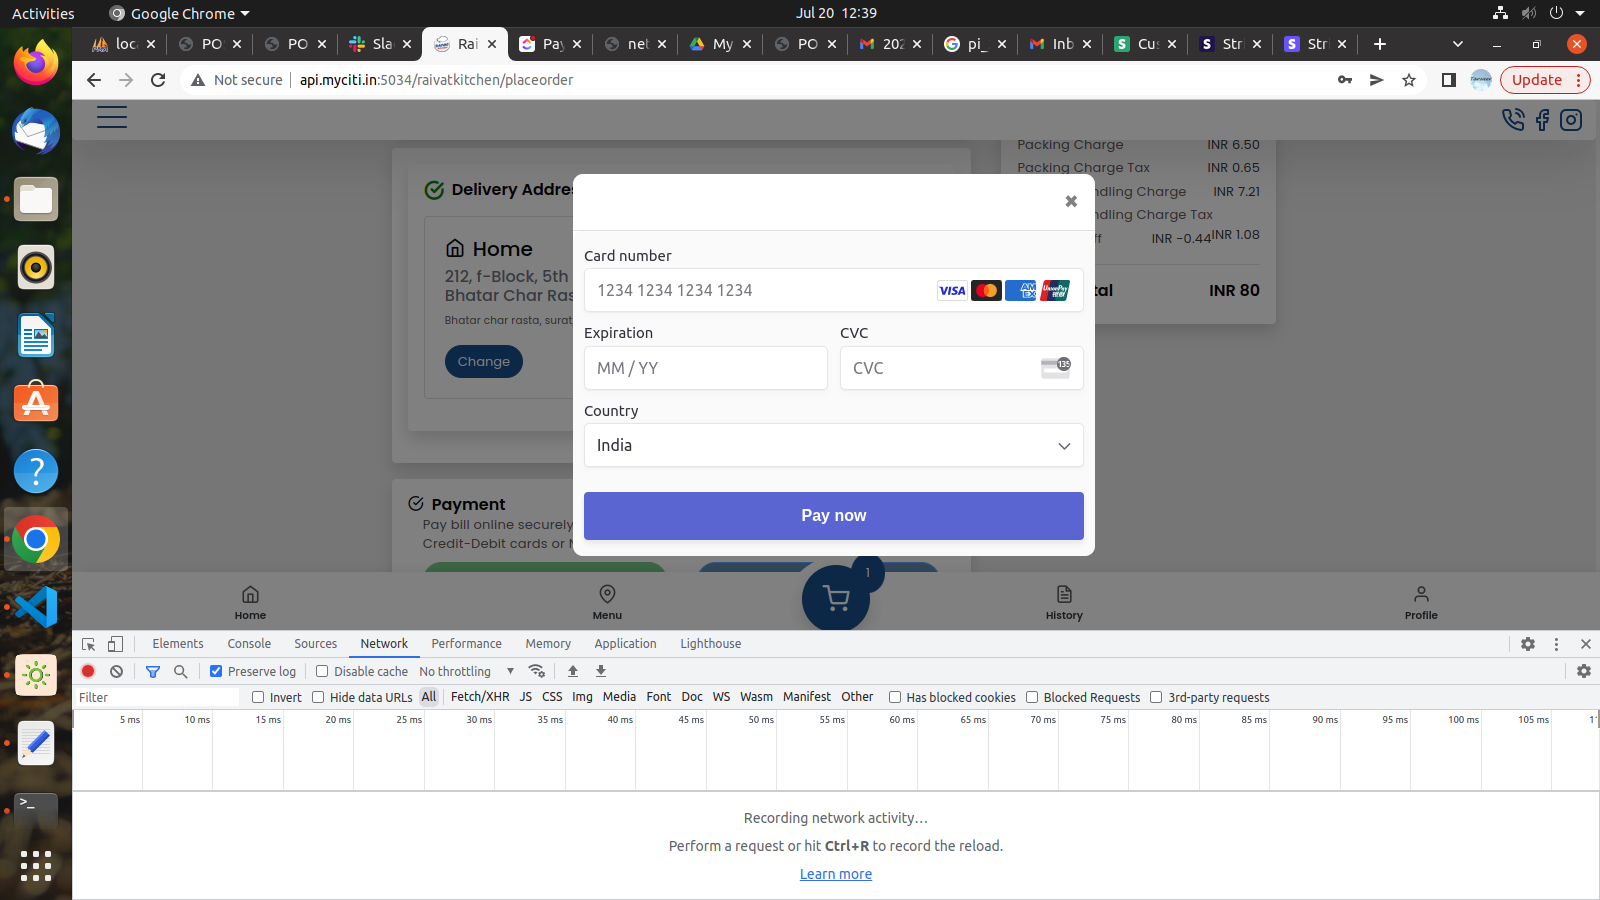 Activities
Google Chrome
Jul 20 12:39
loc
PO
PO
Sla
Rai
Pay
net
My
PO
202
pi_
Inb
Cus
Str
Str
Not secure
api.myciti.in:5034/raivatkitchen/placeorder
Update
Packing Charge INR 6.50
Packing Charge Tax INR 0.65
ndling Charge INR 7.21
ndling Charge Tax
INR 1.08
ff INR -0.44
tal INR 80
Delivery Addres
Home
212, f-Block, 5th
Bhatar Char Ras
Bhatar char rasta, surat
Change
Payment
Pay bill online securely
Credit-Debit cards or N
Card number
1234 1234 1234 1234
VISA
AM
EX
UnionPay
Expiration
CVC
MM / YY
CVC
135
Country
India
Pay now
1
Home
Menu
History
Profile
Elements Console Sources Network Performance Memory Application Lighthouse
Preserve log Disable cache No throttling
Filter Invert Hide data URLs All Fetch/XHR JS CSS Img Media Font Doc WS Wasm Manifest Other Has blocked cookies Blocked Requests 3rd-party requests
5 ms 10 ms 15 ms 20 ms 25 ms 30 ms 35 ms 40 ms 45 ms 50 ms 55 ms 60 ms 65 ms 70 ms 75 ms 80 ms 85 ms 90 ms 95 ms 100 ms 105 ms 11
Recording network activity…
Perform a request or hit Ctrl+R to record the reload.
Learn more